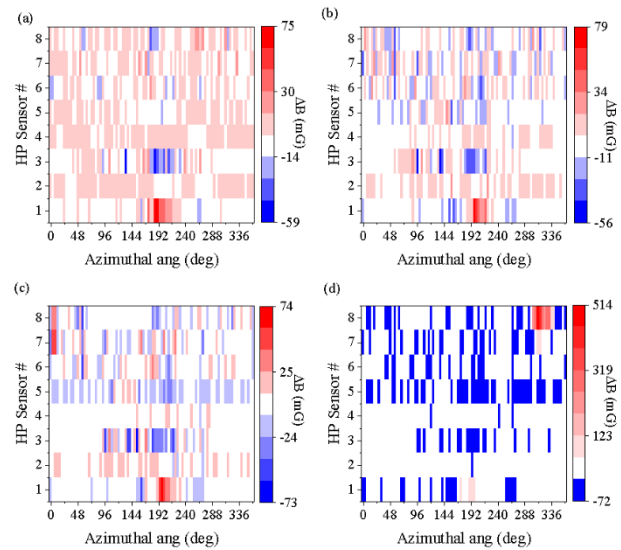 (a)
HP Sensor #
8
7
6
5
4
3
2
1
0 48 96 144 192 240 288 336
Azimuthal ang (deg)
75
30
-14
-59
ΔB (mG)
(b)
HP Sensor #
8
7
6
5
4
3
2
1
0 48 96 144 192 240 288 336
Azimuthal ang (deg)
79
34
-11
-56
ΔB (mG)
(c)
HP Sensor #
8
7
6
5
4
3
2
1
0 48 96 144 192 240 288 336
Azimuthal ang (deg)
74
25
-24
-73
ΔB (mG)
(d)
HP Sensor #
8
7
6
5
4
3
2
1
0 48 96 144 192 240 288 336
Azimuthal ang (deg)
514
319
123
-72
ΔB (mG)